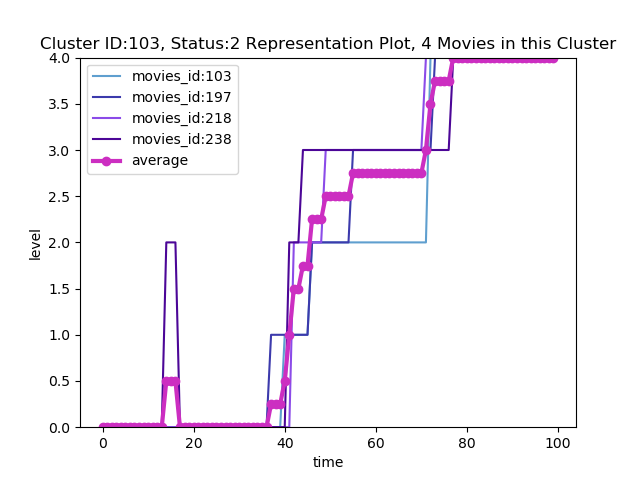 Cluster ID:103, Status:2 Representation Plot, 4 Movies in this Cluster
4.0
3.5
3.0
2.5
2.0
1.5
1.0
0.5
0.0
level
movies_id:103
movies_id:197
movies_id:218
movies_id:238
average
0 20 40 60 80 100
time